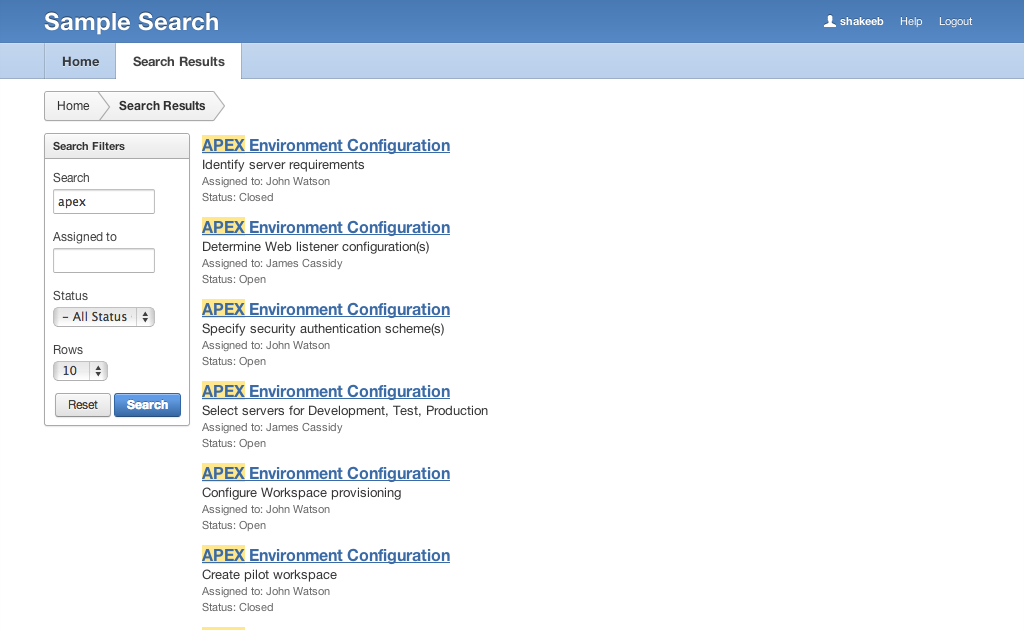 Sample Search
shakeeb Help Logout
Home Search Results
Home Search Results
Search Filters
Search
apex
Assigned to
Status
– All Status
Rows
10
Reset Search
APEX Environment Configuration
Identify server requirements
Assigned to: John Watson
Status: Closed
APEX Environment Configuration
Determine Web listener configuration(s)
Assigned to: James Cassidy
Status: Open
APEX Environment Configuration
Specify security authentication scheme(s)
Assigned to: John Watson
Status: Open
APEX Environment Configuration
Select servers for Development, Test, Production
Assigned to: James Cassidy
Status: Open
APEX Environment Configuration
Configure Workspace provisioning
Assigned to: John Watson
Status: Open
APEX Environment Configuration
Create pilot workspace
Assigned to: John Watson
Status: Closed